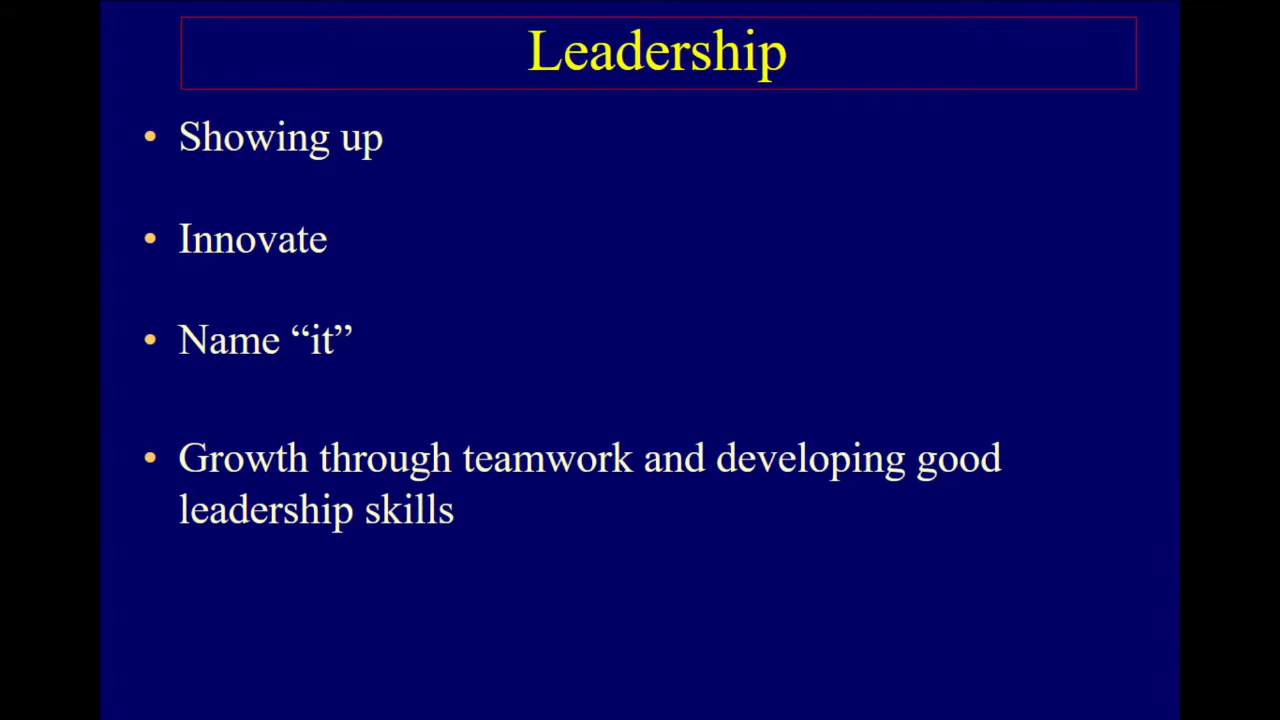 Leadership
• Showing up
• Innovate
• Name “it”
• Growth through teamwork and developing good
leadership skills